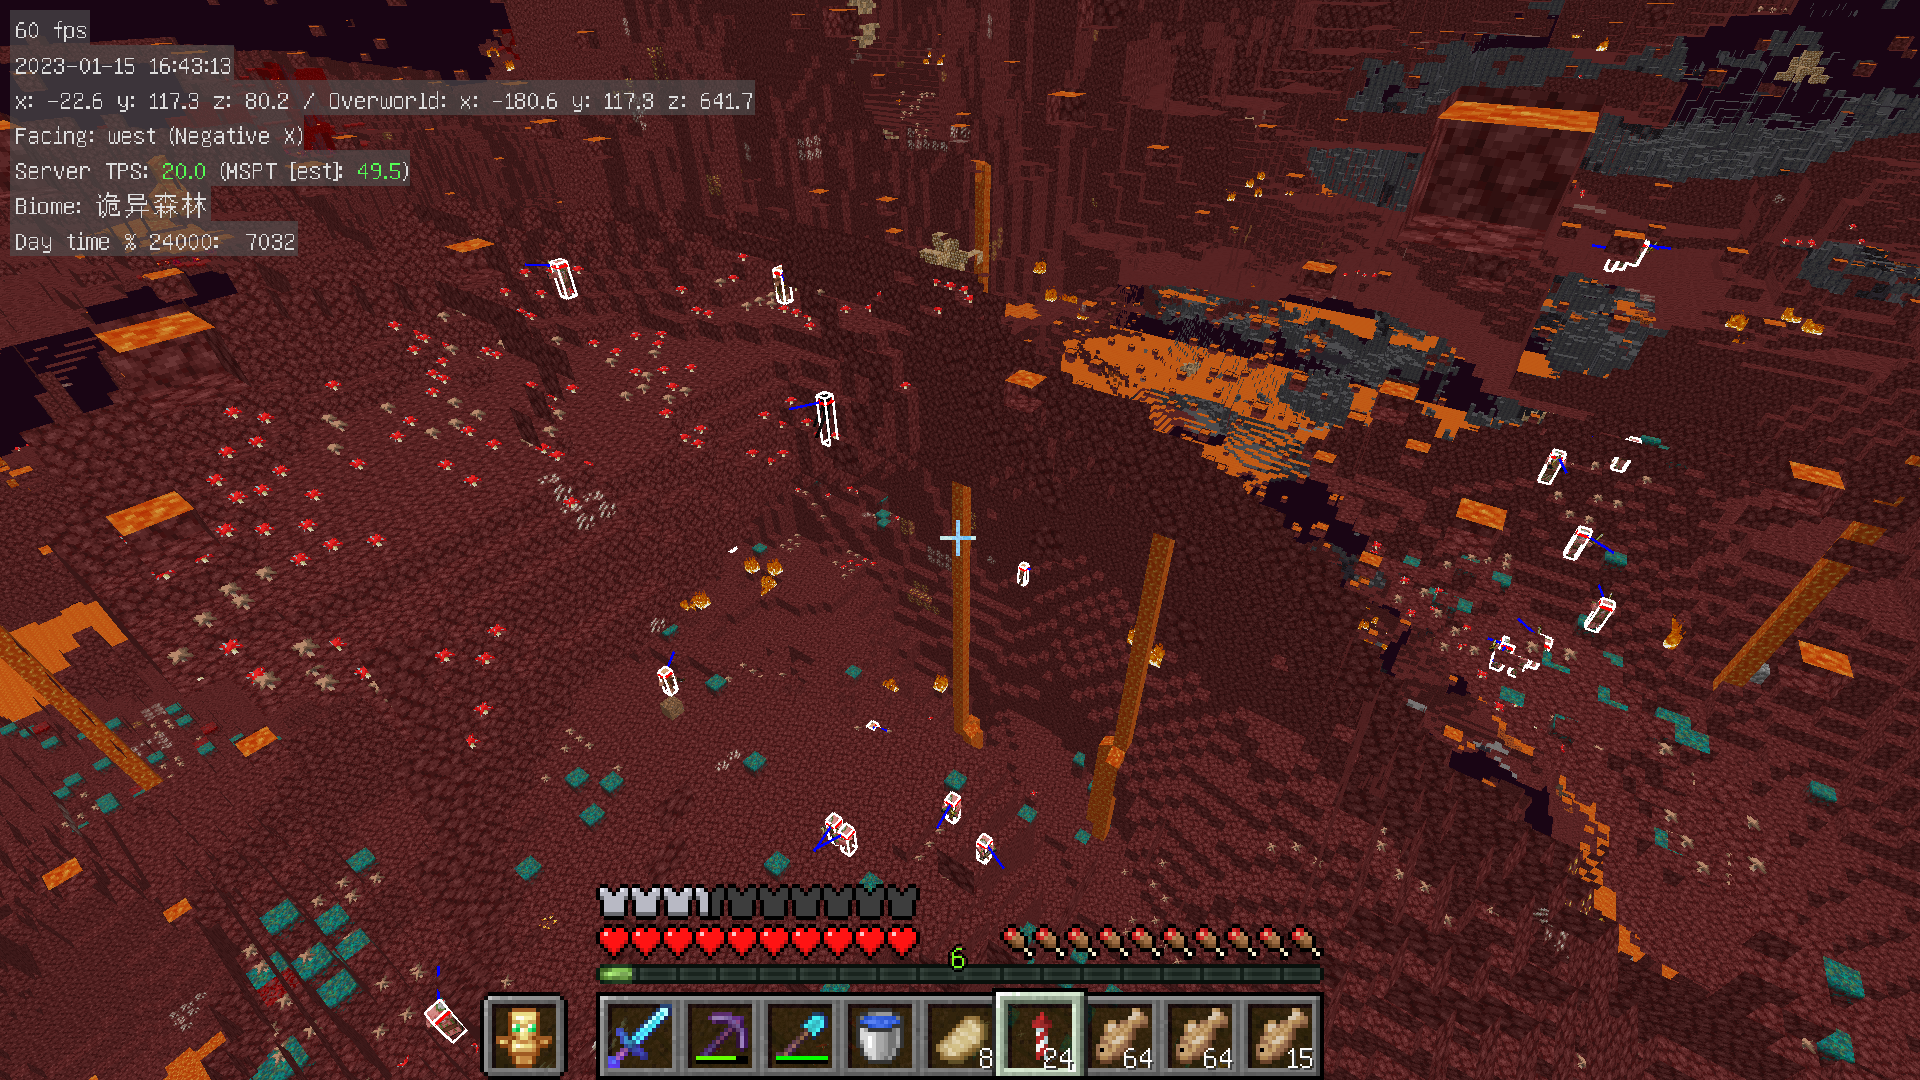 60 fps
2023-01-15 16:43:13
x: -22.6 y: 117.3 z: 80.2 / Overworld: x: -180.6 y: 117.3 z: 641.7
Facing: west (Negative X)
Server TPS: 20.0 (MSPT [est]: 49.5)
Biome: 诡异森林
Day time % 24000: 7032
6
8 24 64 64 15